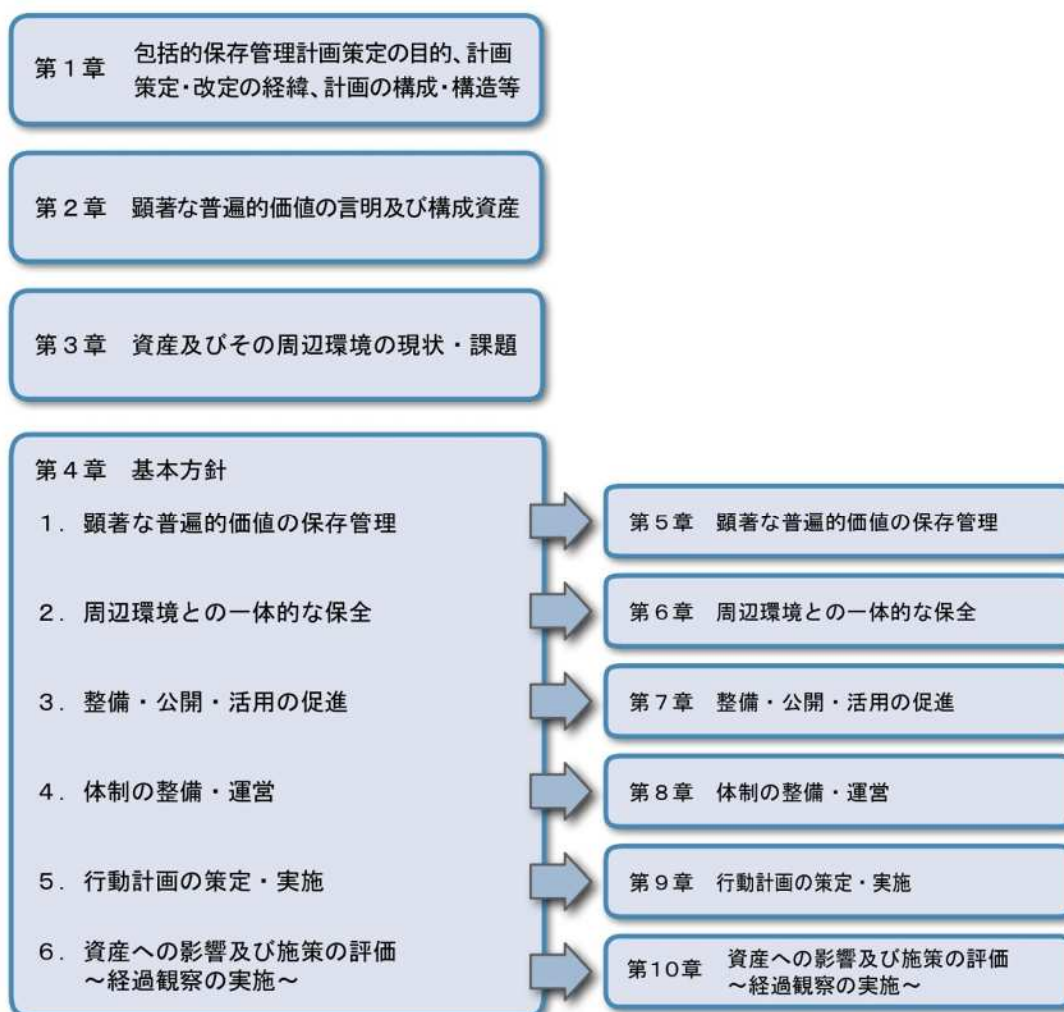 第1章 包括的保存管理計画策定の目的、計画
策定・改定の経緯、計画の構成・構造等
第2章 顕著な普遍的価値の言明及び構成資産
第3章 資産及びその周辺環境の現状・課題
第4章 基本方針
1. 顕著な普遍的価値の保存管理
2. 周辺環境との一体的な保全
3. 整備・公開・活用の促進
4. 体制の整備・運営
5. 行動計画の策定・実施
6. 資産への影響及び施策の評価
～経過観察の実施～
第5章 顕著な普遍的価値の保存管理
第6章 周辺環境との一体的な保全
第7章 整備・公開・活用の促進
第8章 体制の整備・運営
第9章 行動計画の策定・実施
第10章 資産への影響及び施策の評価
～経過観察の実施～